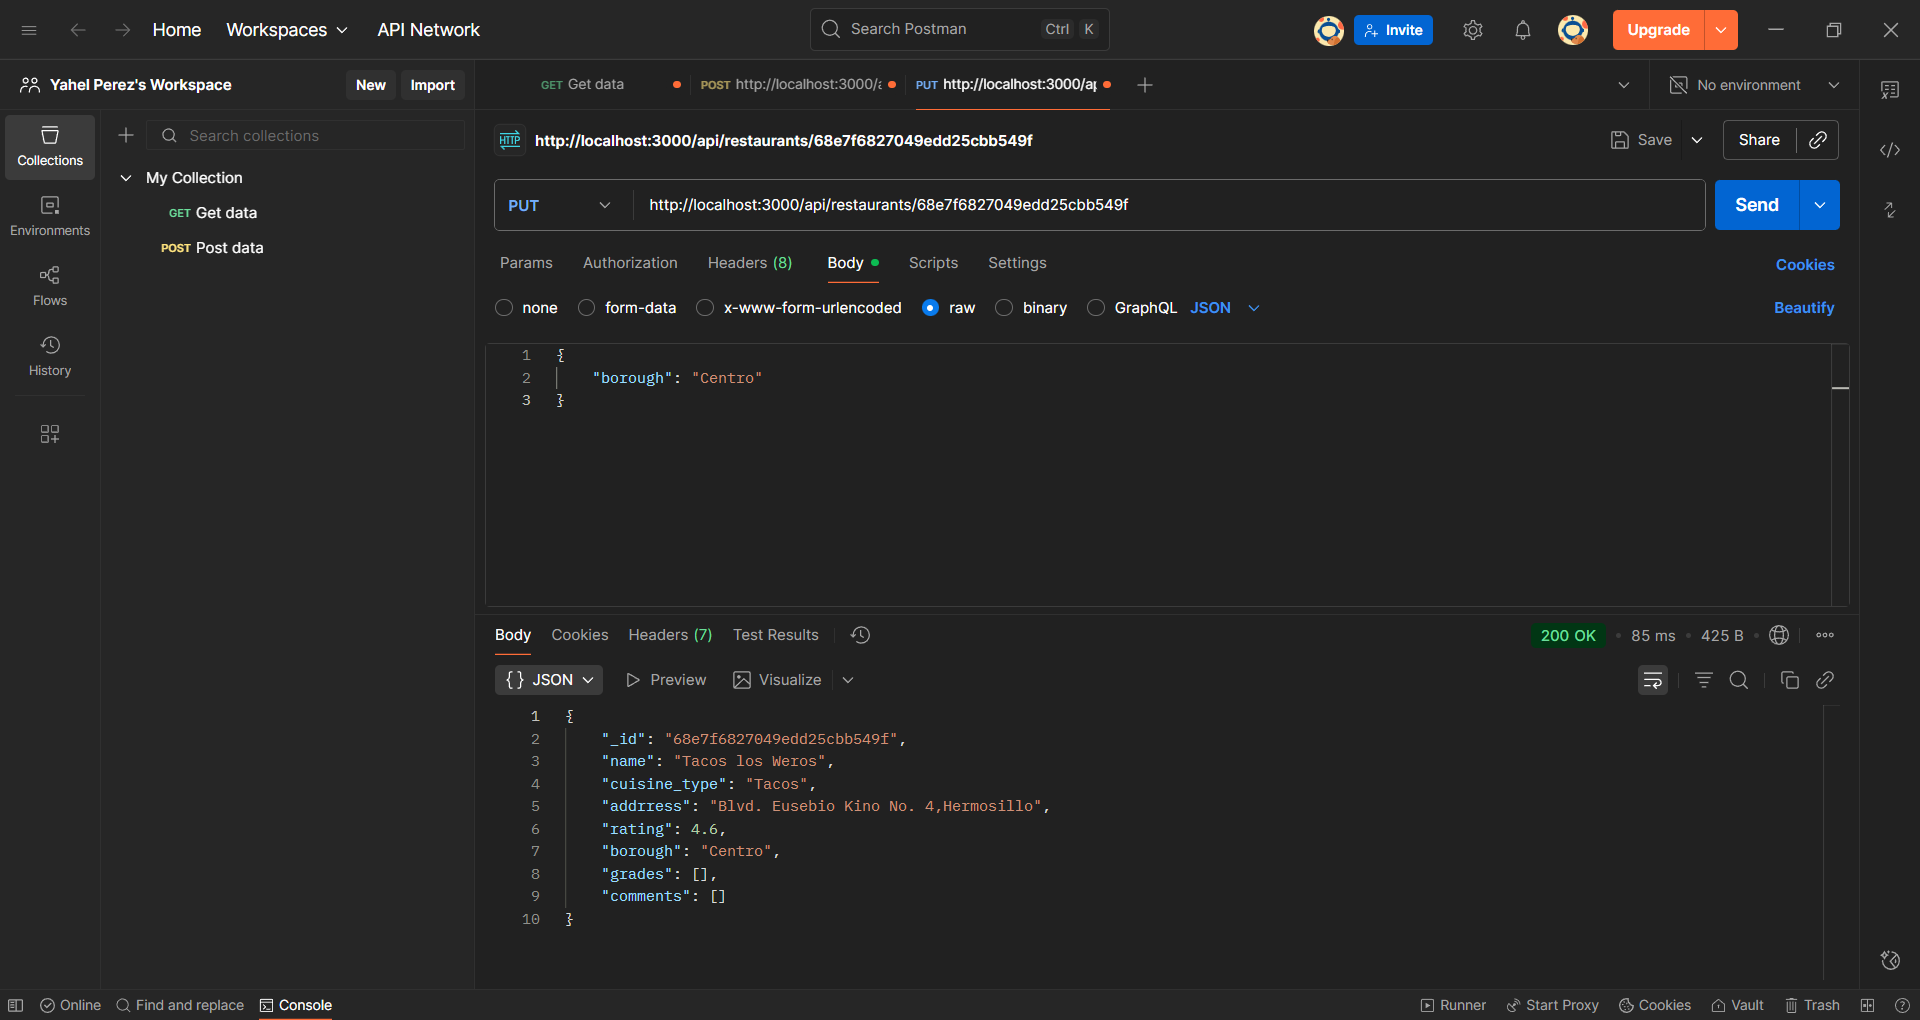 Home Workspaces API Network Search Postman Ctrl K Invite Upgrade
Yahel Perez's Workspace New Import GET Get data POST http://localhost:3000/a PUT http://localhost:3000/ap No environment
Collections
Environments
Flows
History
Search collections
My Collection
GET Get data
POST Post data
HTTP http://localhost:3000/api/restaurants/68e7f6827049edd25cbb549f Save Share
PUT http://localhost:3000/api/restaurants/68e7f6827049edd25cbb549f Send
Params Authorization Headers (8) Body Scripts Settings Cookies
none form-data x-www-form-urlencoded raw binary GraphQL JSON Beautify
1 {
2 "borough": "Centro"
3 }
Body Cookies Headers (7) Test Results 200 OK 85 ms 425 B
{} JSON Preview Visualize
1 {
2 "_id": "68e7f6827049edd25cbb549f",
3 "name": "Tacos los Weros",
4 "cuisine_type": "Tacos",
5 "addrress": "Blvd. Eusebio Kino No. 4,Hermosillo",
6 "rating": 4.6,
7 "borough": "Centro",
8 "grades": [],
9 "comments": []
10 }
Online Find and replace Console Runner Start Proxy Cookies Vault Trash